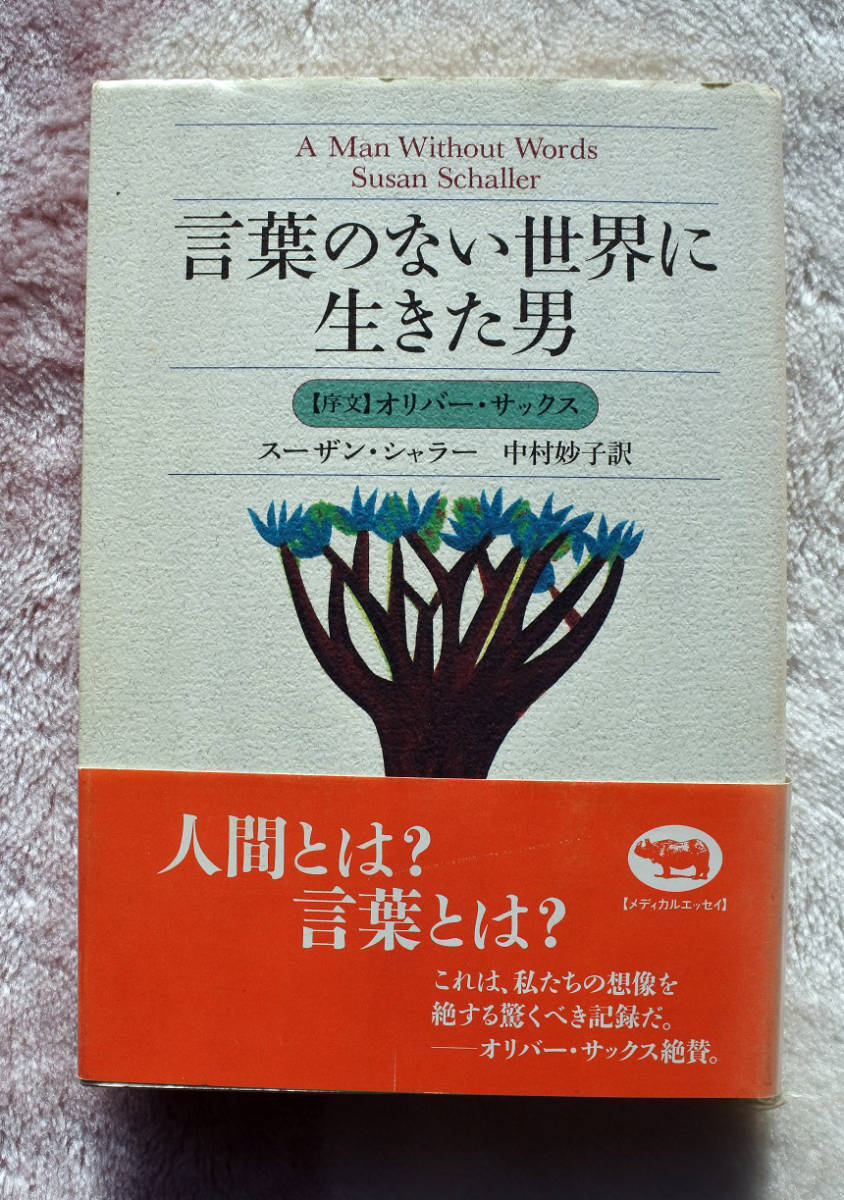 A Man Without Words
Susan Schaller
言葉のない世界に
生きた男
【序文】オリバー・サックス
スーザン・シャラー 中村妙子訳
人間とは?
言葉とは?
【メディカルエッセイ】
これは、私たちの想像を
絶する驚くべき記録だ。
──オリバー・サックス絶賛。